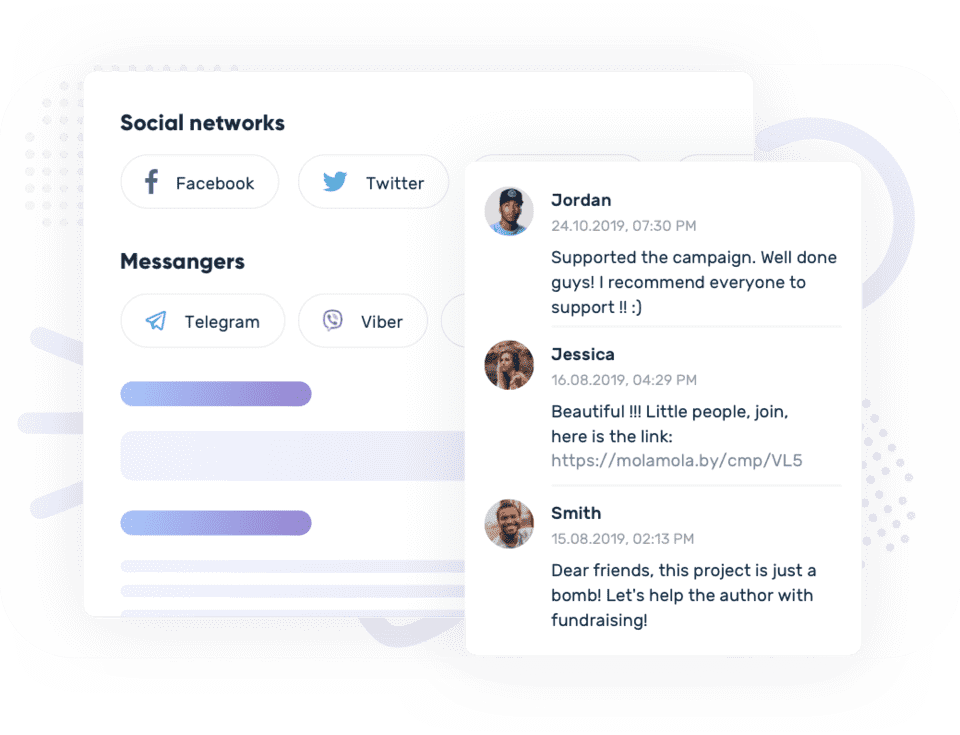 Social networks
Facebook
Twitter
Messangers
Telegram
Viber
Jordan
24.10.2019, 07:30 PM
Supported the campaign. Well done
guys! I recommend everyone to
support !! :)
Jessica
16.08.2019, 04:29 PM
Beautiful !!! Little people, join,
here is the link:
https://molamola.by/cmp/VL5
Smith
15.08.2019, 02:13 PM
Dear friends, this project is just a
bomb! Let's help the author with
fundraising!